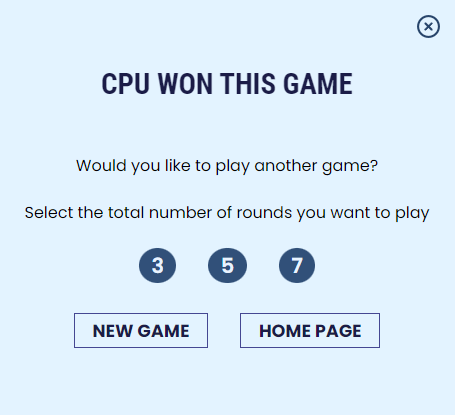 CPU WON THIS GAME
Would you like to play another game?
Select the total number of rounds you want to play
3 5 7
NEW GAME HOME PAGE